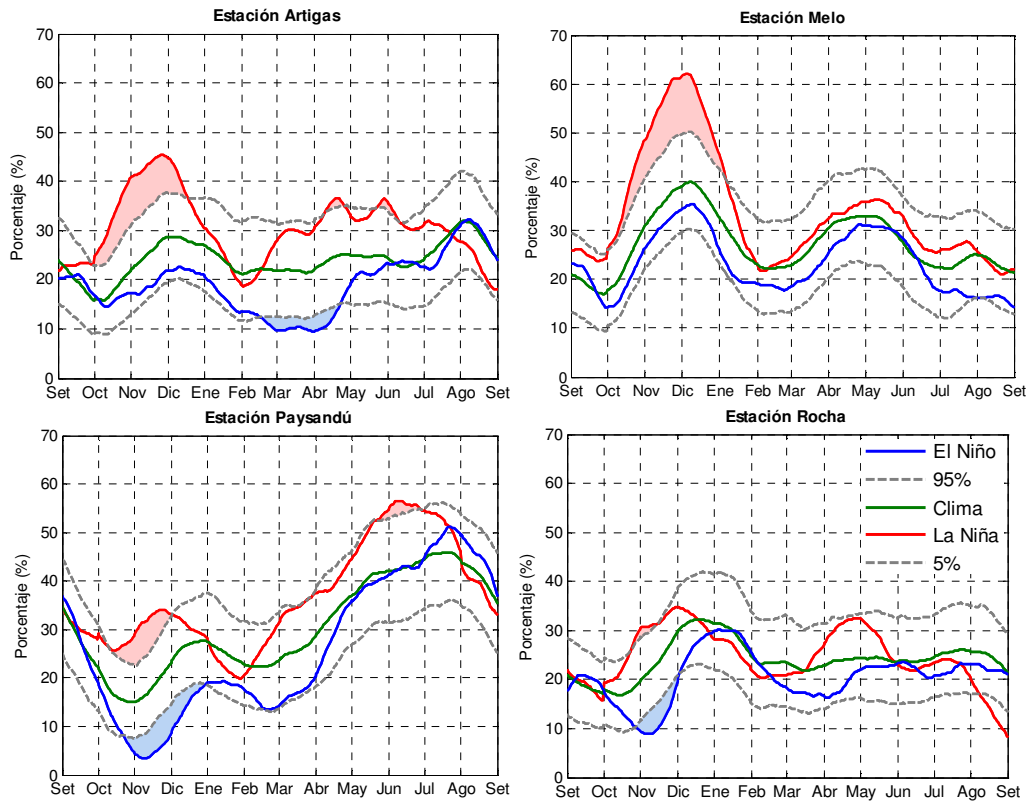 Estación Artigas
Porcentaje (%)
70
60
50
40
30
20
10
0
Set Oct Nov Dic Ene Feb Mar Abr May Jun Jul Ago Set
Estación Melo
Porcentaje (%)
70
60
50
40
30
20
10
0
Set Oct Nov Dic Ene Feb Mar Abr May Jun Jul Ago Set
Estación Paysandú
Porcentaje (%)
70
60
50
40
30
20
10
0
Set Oct Nov Dic Ene Feb Mar Abr May Jun Jul Ago Set
Estación Rocha
Porcentaje (%)
70
60
50
40
30
20
10
0
Set Oct Nov Dic Ene Feb Mar Abr May Jun Jul Ago Set
El Niño
95%
Clima
La Niña
5%